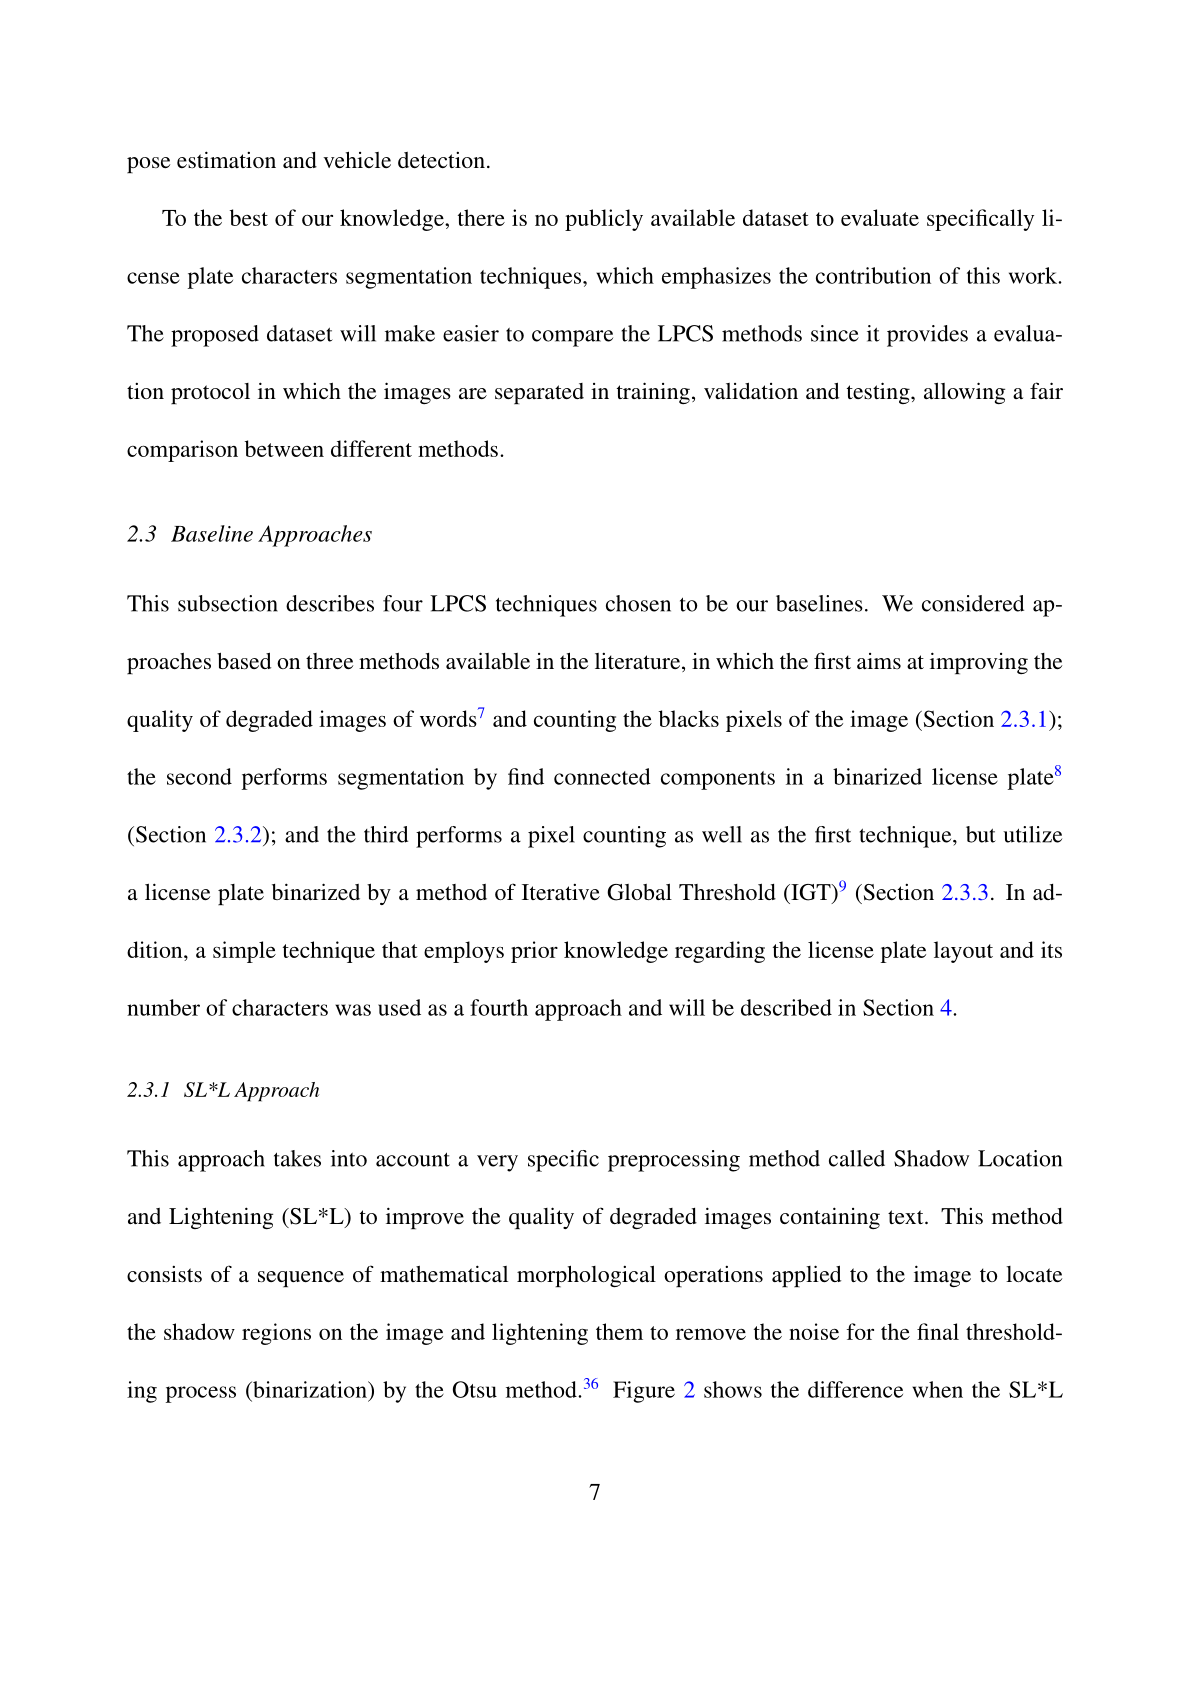 pose estimation and vehicle detection.
To the best of our knowledge, there is no publicly available dataset to evaluate specifically li-
cense plate characters segmentation techniques, which emphasizes the contribution of this work.
The proposed dataset will make easier to compare the LPCS methods since it provides a evalua-
tion protocol in which the images are separated in training, validation and testing, allowing a fair
comparison between different methods.
2.3 Baseline Approaches
This subsection describes four LPCS techniques chosen to be our baselines. We considered ap-
proaches based on three methods available in the literature, in which the first aims at improving the
quality of degraded images of words7 and counting the blacks pixels of the image (Section 2.3.1);
the second performs segmentation by find connected components in a binarized license plate8
(Section 2.3.2); and the third performs a pixel counting as well as the first technique, but utilize
a license plate binarized by a method of Iterative Global Threshold (IGT)9 (Section 2.3.3. In ad-
dition, a simple technique that employs prior knowledge regarding the license plate layout and its
number of characters was used as a fourth approach and will be described in Section 4.
2.3.1 SL*L Approach
This approach takes into account a very specific preprocessing method called Shadow Location
and Lightening (SL*L) to improve the quality of degraded images containing text. This method
consists of a sequence of mathematical morphological operations applied to the image to locate
the shadow regions on the image and lightening them to remove the noise for the final threshold-
ing process (binarization) by the Otsu method.36 Figure 2 shows the difference when the SL*L
7